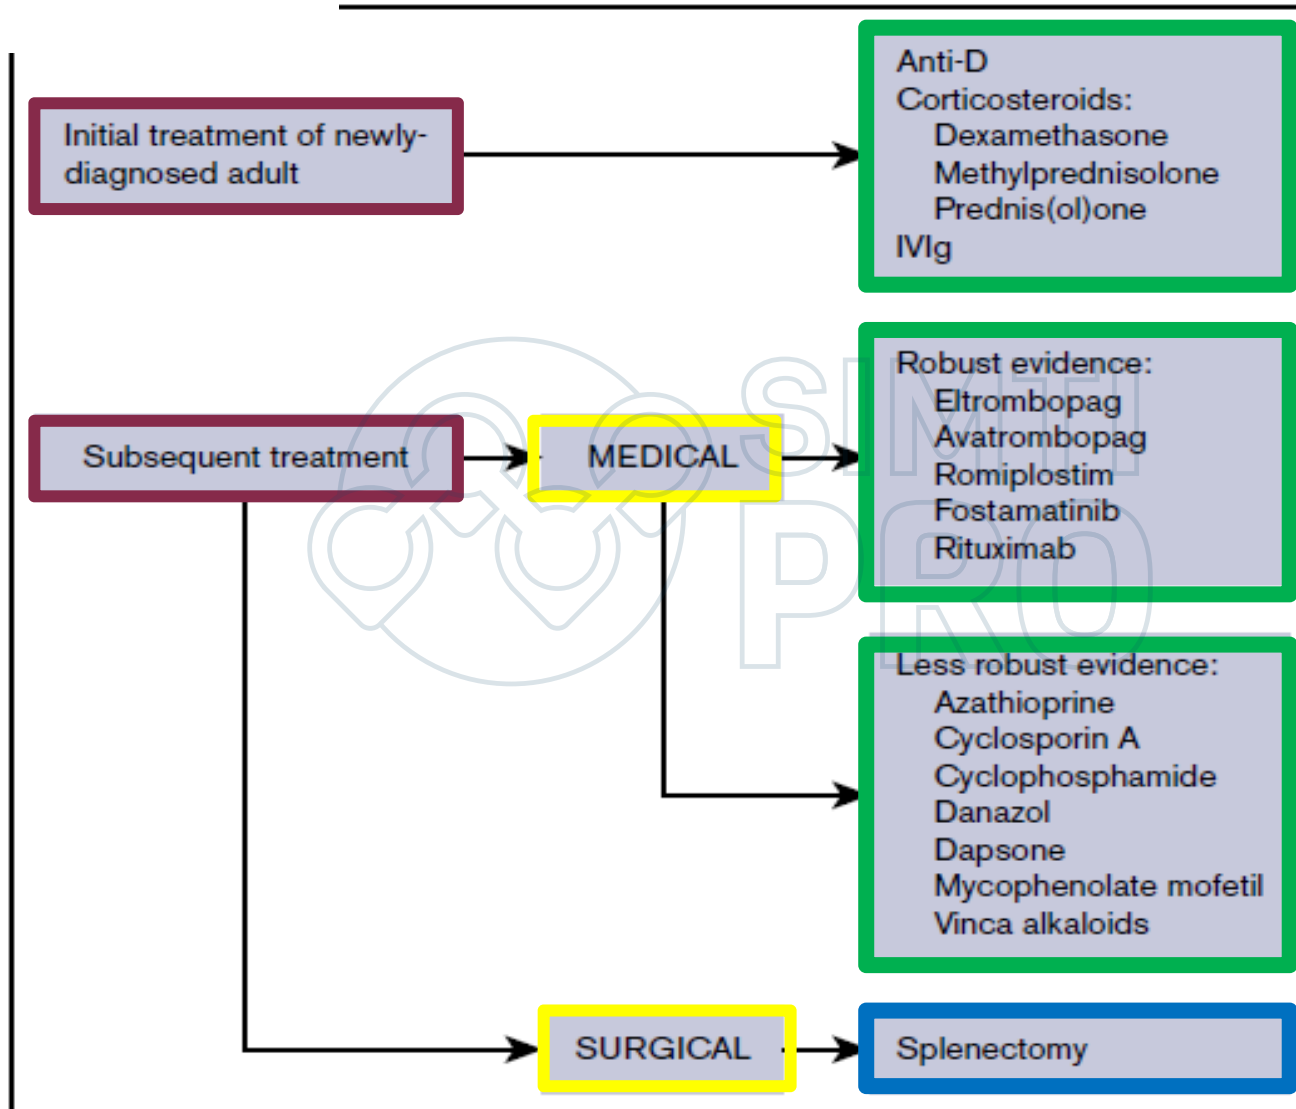 Anti-D
Corticosteroids:
Dexamethasone
Methylprednisolone
Prednis(ol)one
IVIg
Initial treatment of newly-
diagnosed adult
Robust evidence:
Eltrombopag
Avatrombopag
Romiplostim
Fostamatinib
Rituximab
Subsequent treatment
MEDICAL
Less robust evidence:
Azathioprine
Cyclosporin A
Cyclophosphamide
Danazol
Dapsone
Mycophenolate mofetil
Vinca alkaloids
SURGICAL
Splenectomy
SIMTI
PRO